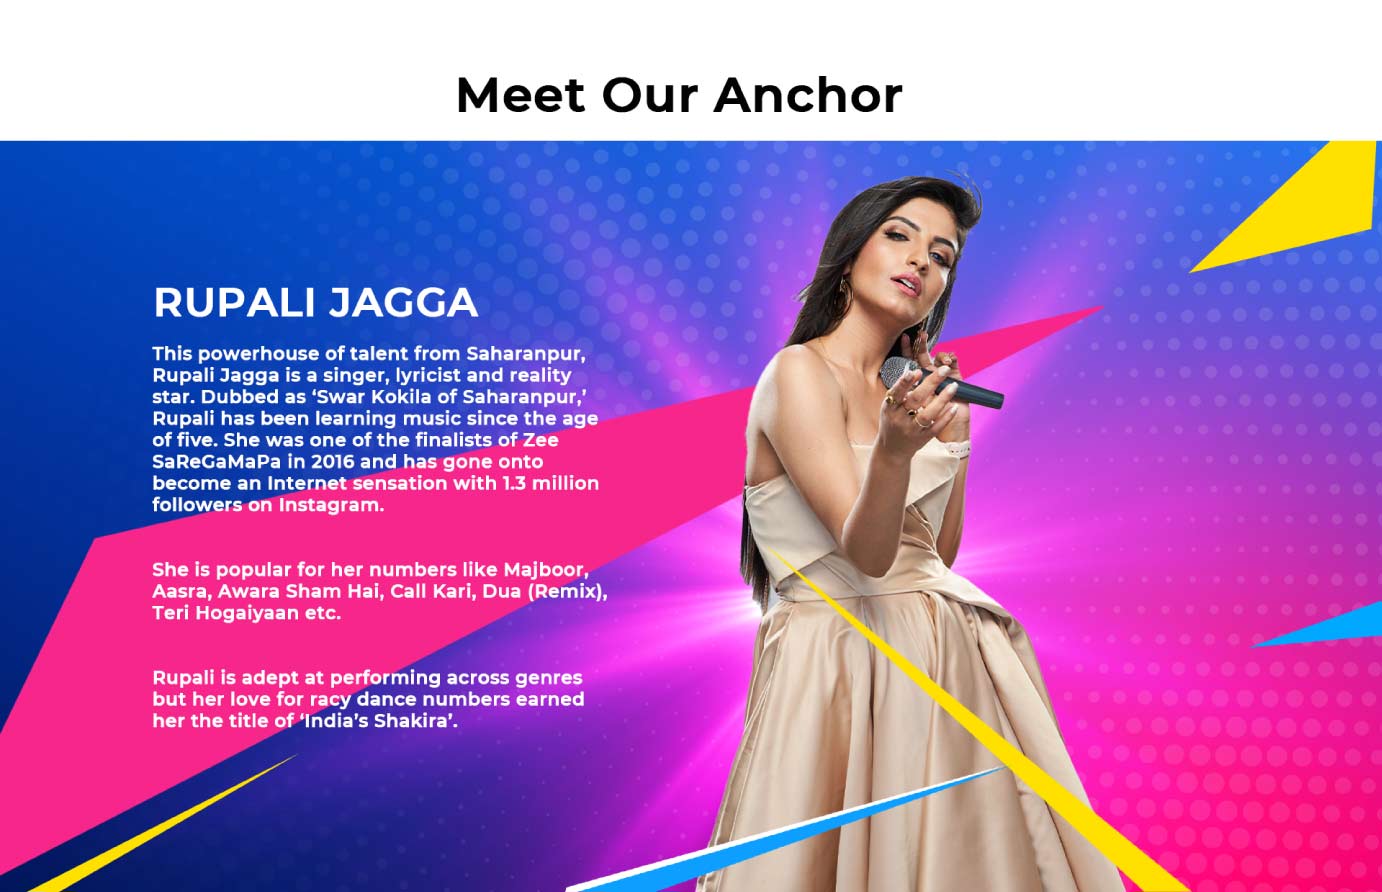 Meet Our Anchor
RUPALI JAGGA
This powerhouse of talent from Saharanpur,
Rupali Jagga is a singer, lyricist and reality
star. Dubbed as ‘Swar Kokila of Saharanpur,’
Rupali has been learning music since the age
of five. She was one of the finalists of Zee
SaReGaMaPa in 2016 and has gone onto
become an Internet sensation with 1.3 million
followers on Instagram.
She is popular for her numbers like Majboor,
Aasra, Awara Sham Hai, Call Kari, Dua (Remix),
Teri Hogaiyaan etc.
Rupali is adept at performing across genres
but her love for racy dance numbers earned
her the title of ‘India’s Shakira’.